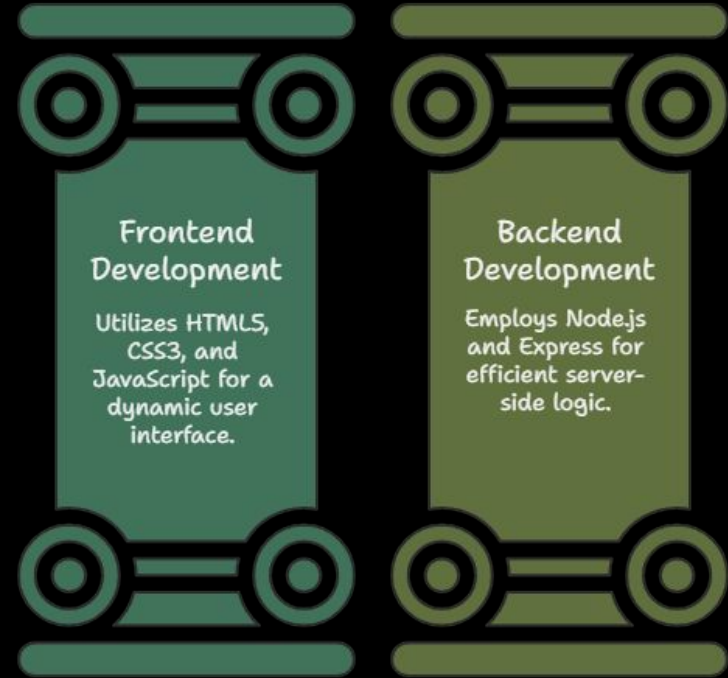 Frontend
Development
Utilizes HTML5,
CSS3, and
JavaScript for a
dynamic user
interface.
Backend
Development
Employs Node.js
and Express for
efficient server-
side logic.